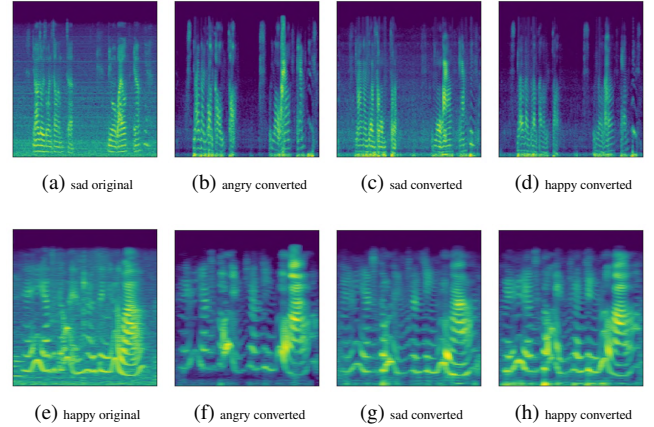 (a) sad original
(b) angry converted
(c) sad converted
(d) happy converted
(e) happy original
(f) angry converted
(g) sad converted
(h) happy converted